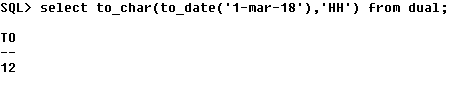 SQL> select to_char(to_date('1-mar-18'),'HH') from dual;
TO
--
12